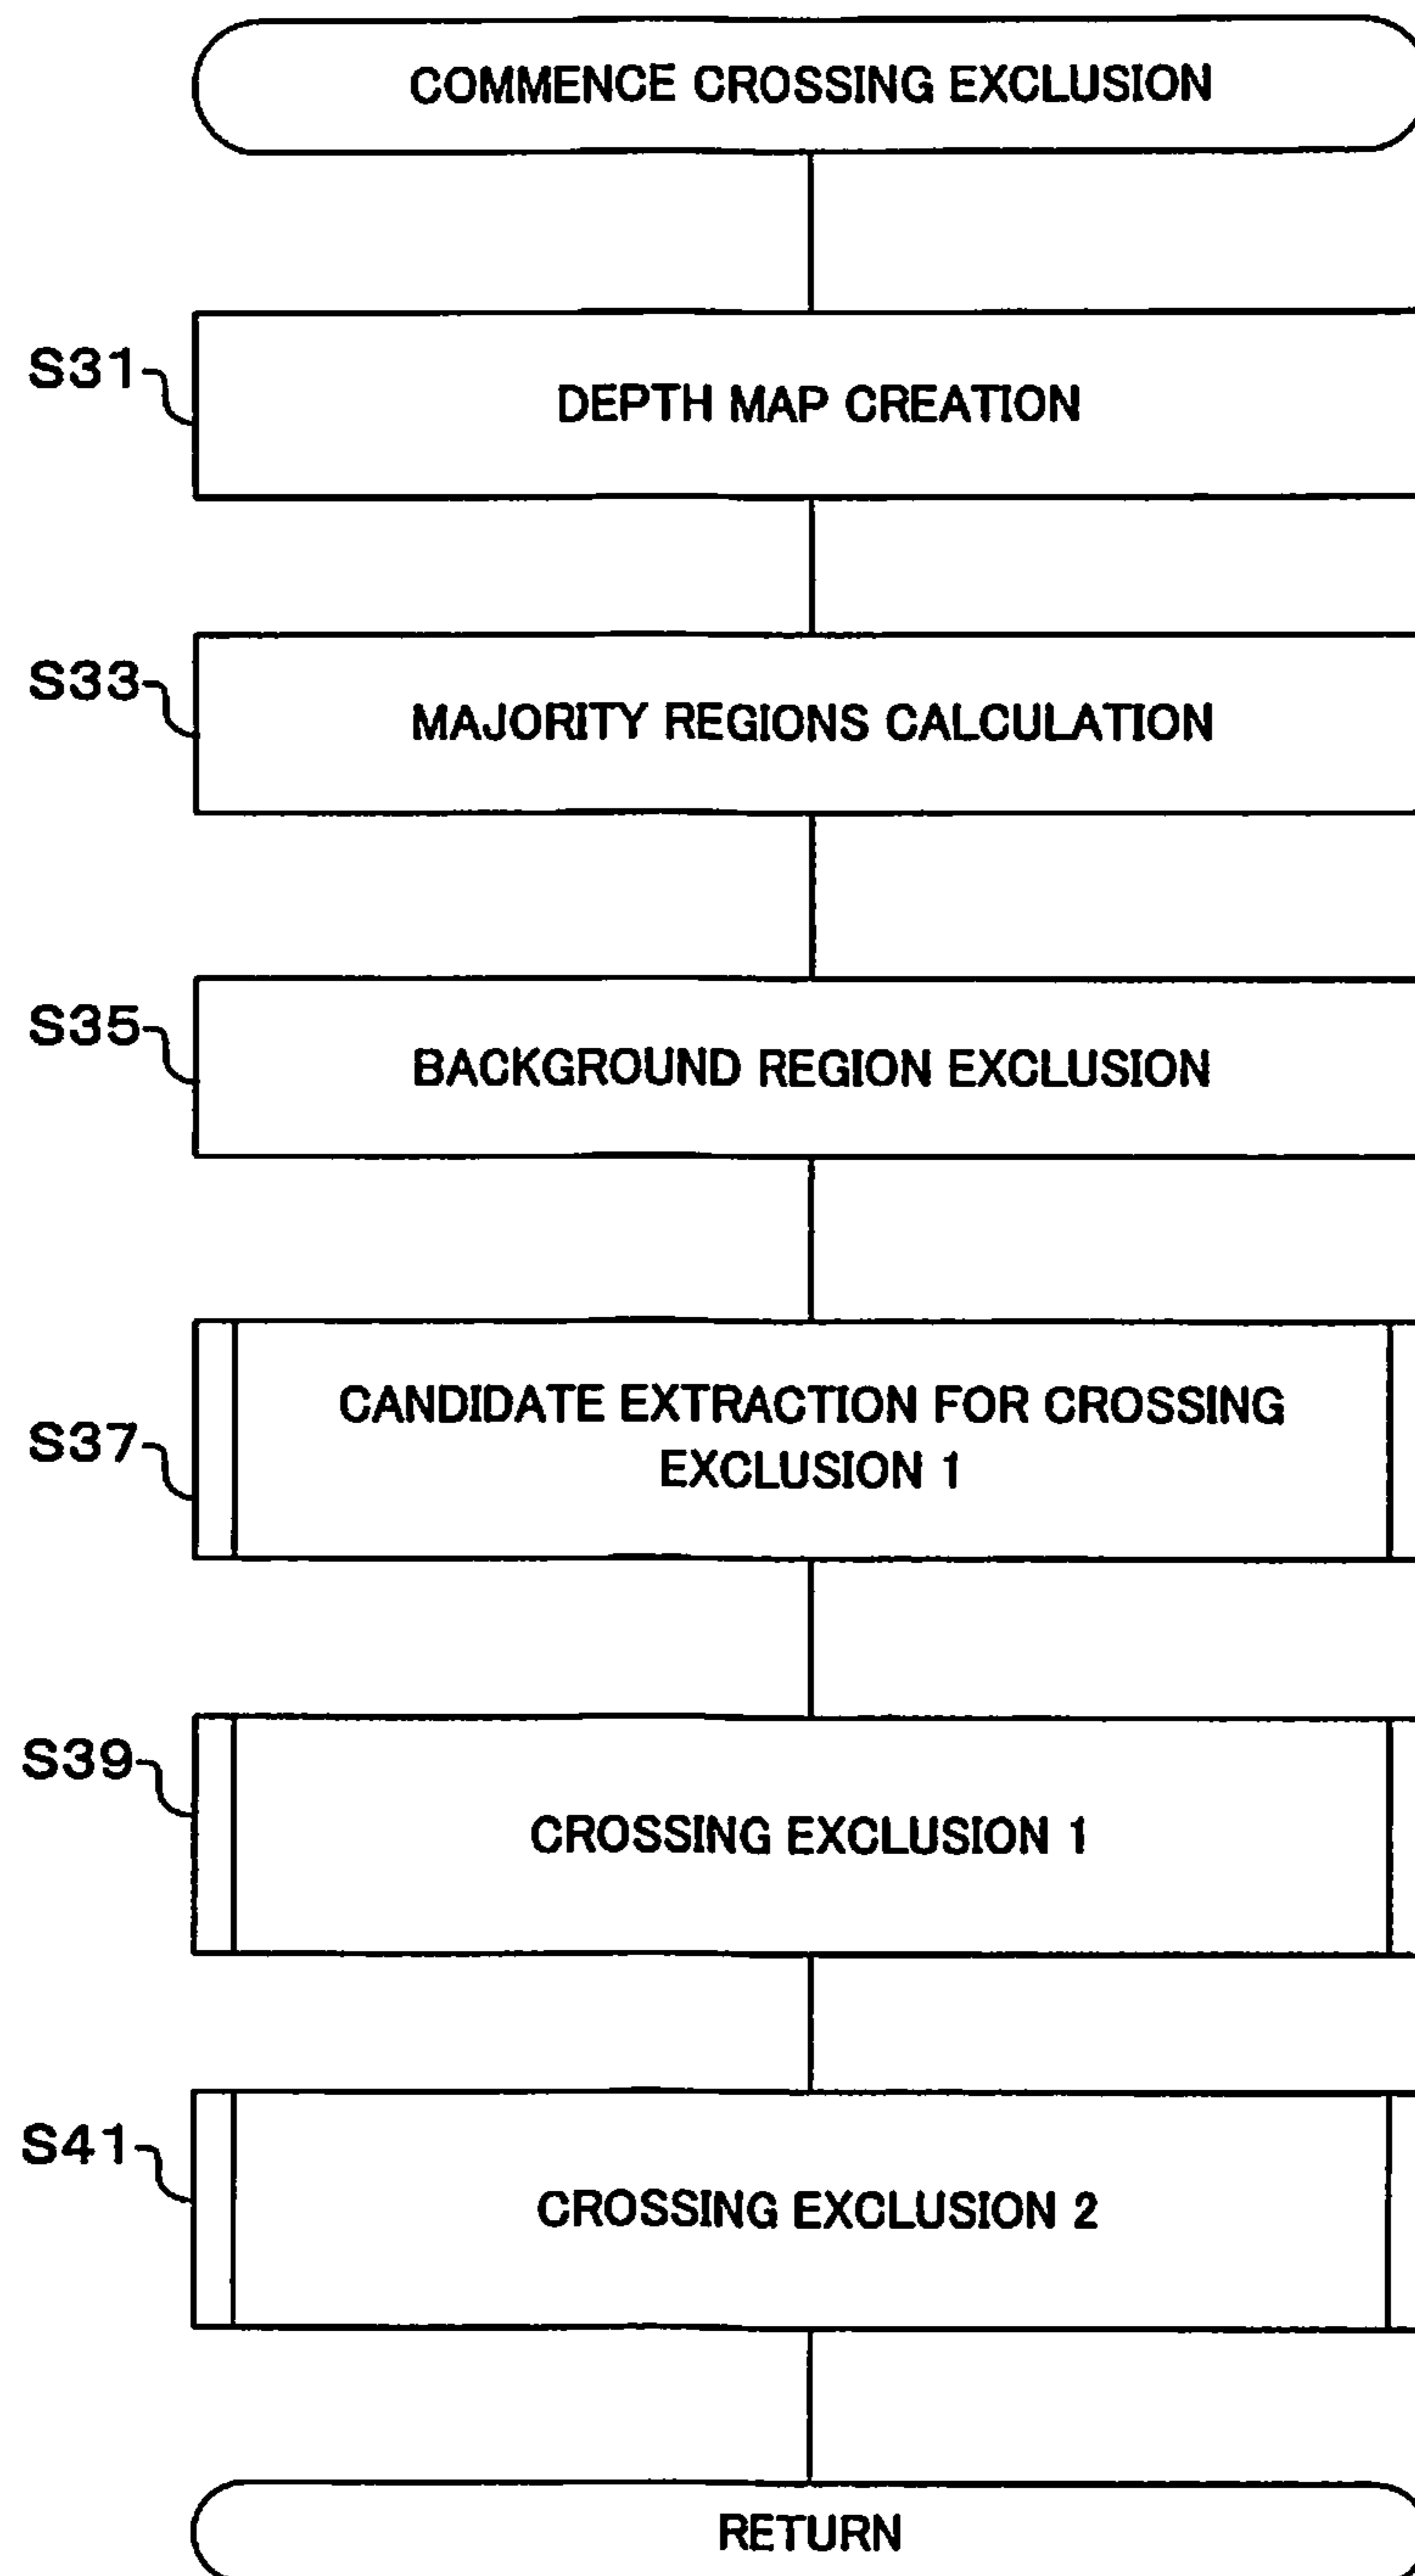 COMMENCE CROSSING EXCLUSION
S31
DEPTH MAP CREATION
S33
MAJORITY REGIONS CALCULATION
S35
BACKGROUND REGION EXCLUSION
S37
CANDIDATE EXTRACTION FOR CROSSING
EXCLUSION 1
S39
CROSSING EXCLUSION 1
S41
CROSSING EXCLUSION 2
RETURN